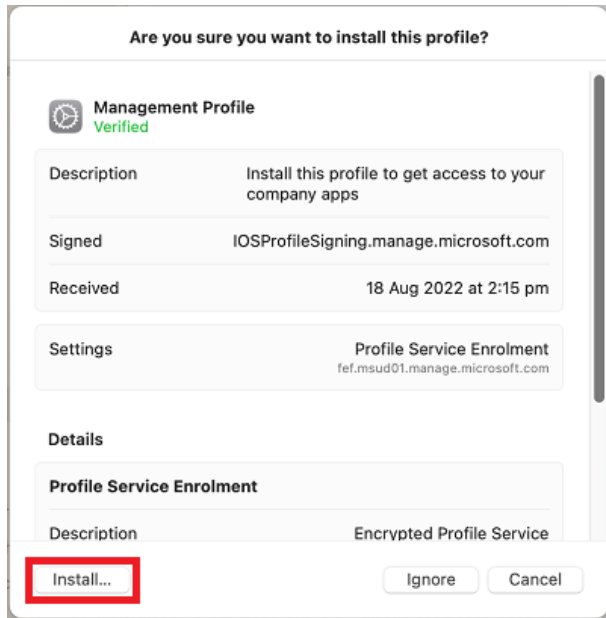 Are you sure you want to install this profile?
Management Profile
Verified
Description Install this profile to get access to your
company apps
Signed IOSProfileSigning.manage.microsoft.com
Received 18 Aug 2022 at 2:15 pm
Settings Profile Service Enrolment
fef.msud01.manage.microsoft.com
Details
Profile Service Enrolment
Description Encrypted Profile Service
Install... Ignore Cancel